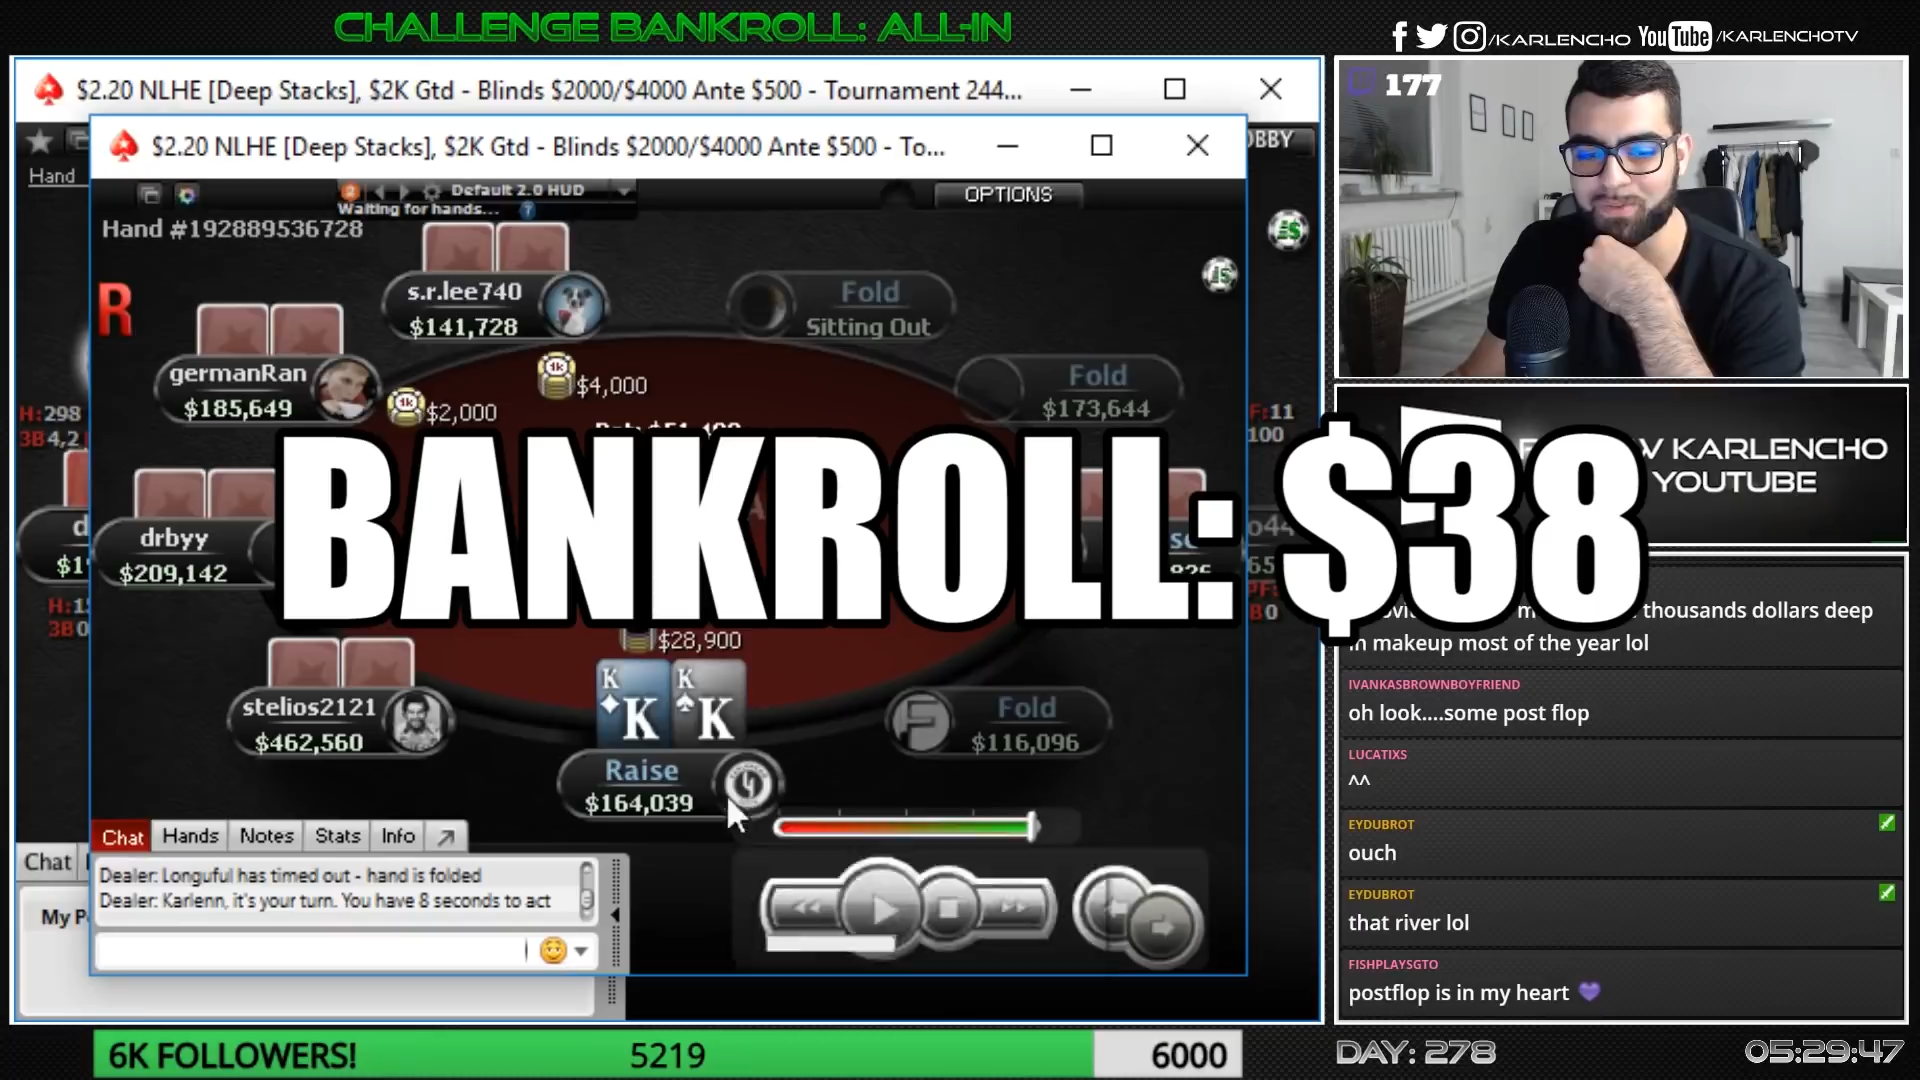 CHALLENGE BANKROLL: ALL-IN
/KARLENCHO YouTube /KARLENCHOTV
$2.20 NLHE [Deep Stacks], $2K Gtd - Blinds $2000/$4000 Ante $500 - Tournament 244...
$2.20 NLHE [Deep Stacks], $2K Gtd - Blinds $2000/$4000 Ante $500 - To...
177
Hand
Default 2.0 HUD
Waiting for hands...
OPTIONS
Hand #192889536728
R
s.r.lee740
$141,728
Fold
Sitting Out
germanRan
$185,649
Fold
$173,644
1k $4,000
1k $2,000
H:298
3B4,2
F:11
100
BANKROLL: $38
KARLENCHO
YOUTUBE
drbyy
$209,142
$28,900
K K
K K
stelios2121
$462,560
Fold
$116,096
Raise
$164,039
Chat Hands Notes Stats Info
Dealer: Longuful has timed out - hand is folded
Dealer: Karlenn, it's your turn. You have 8 seconds to act
Chat
thousands dollars deep
in makeup most of the year lol
IVANKASBROWNBOYFRIEND
oh look....some post flop
LUCATIXS
^^
EYDUBROT
ouch
EYDUBROT
that river lol
FISHPLAYSGTO
postflop is in my heart 💜
6K FOLLOWERS! 5219 6000
DAY: 278 05:29:47